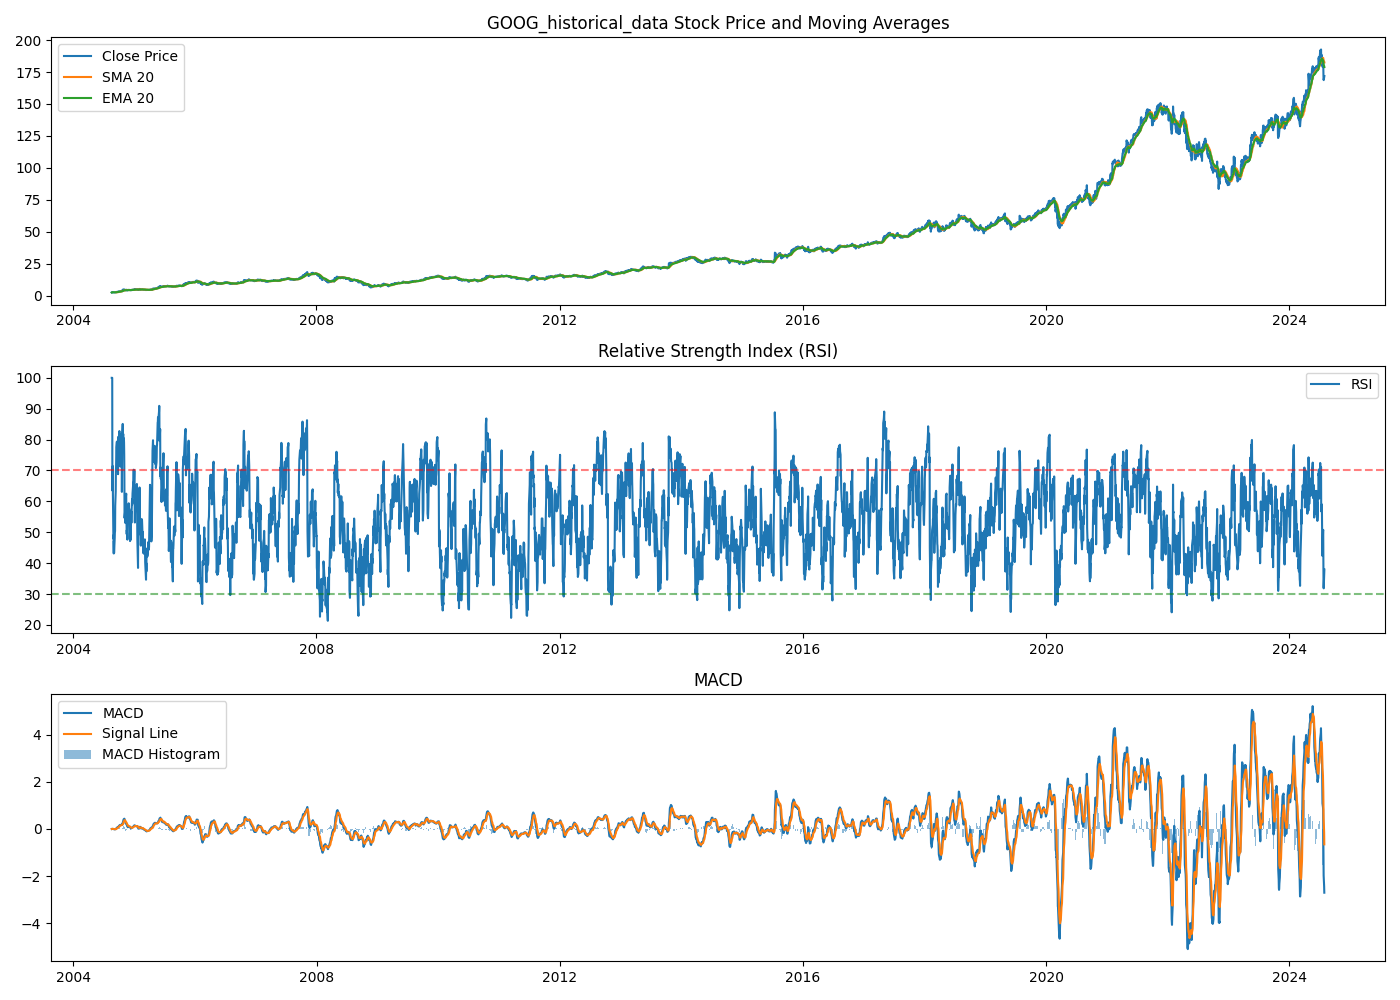 GOOG_historical_data Stock Price and Moving Averages
200
175
150
125
100
75
50
25
0
Close Price
SMA 20
EMA 20
2004 2008 2012 2016 2020 2024
Relative Strength Index (RSI)
100
90
80
70
60
50
40
30
20
RSI
2004 2008 2012 2016 2020 2024
MACD
4
2
0
−2
−4
MACD
Signal Line
MACD Histogram
2004 2008 2012 2016 2020 2024